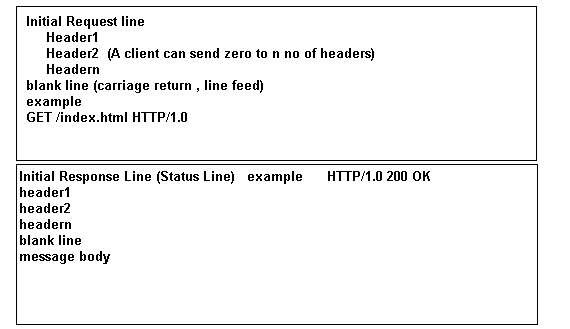 Initial Request line
Header1
Header2 (A client can send zero to n no of headers)
Headern
blank line (carriage return , line feed)
example
GET /index.html HTTP/1.0
Initial Response Line (Status Line) example HTTP/1.0 200 OK
header1
header2
headern
blank line
message body